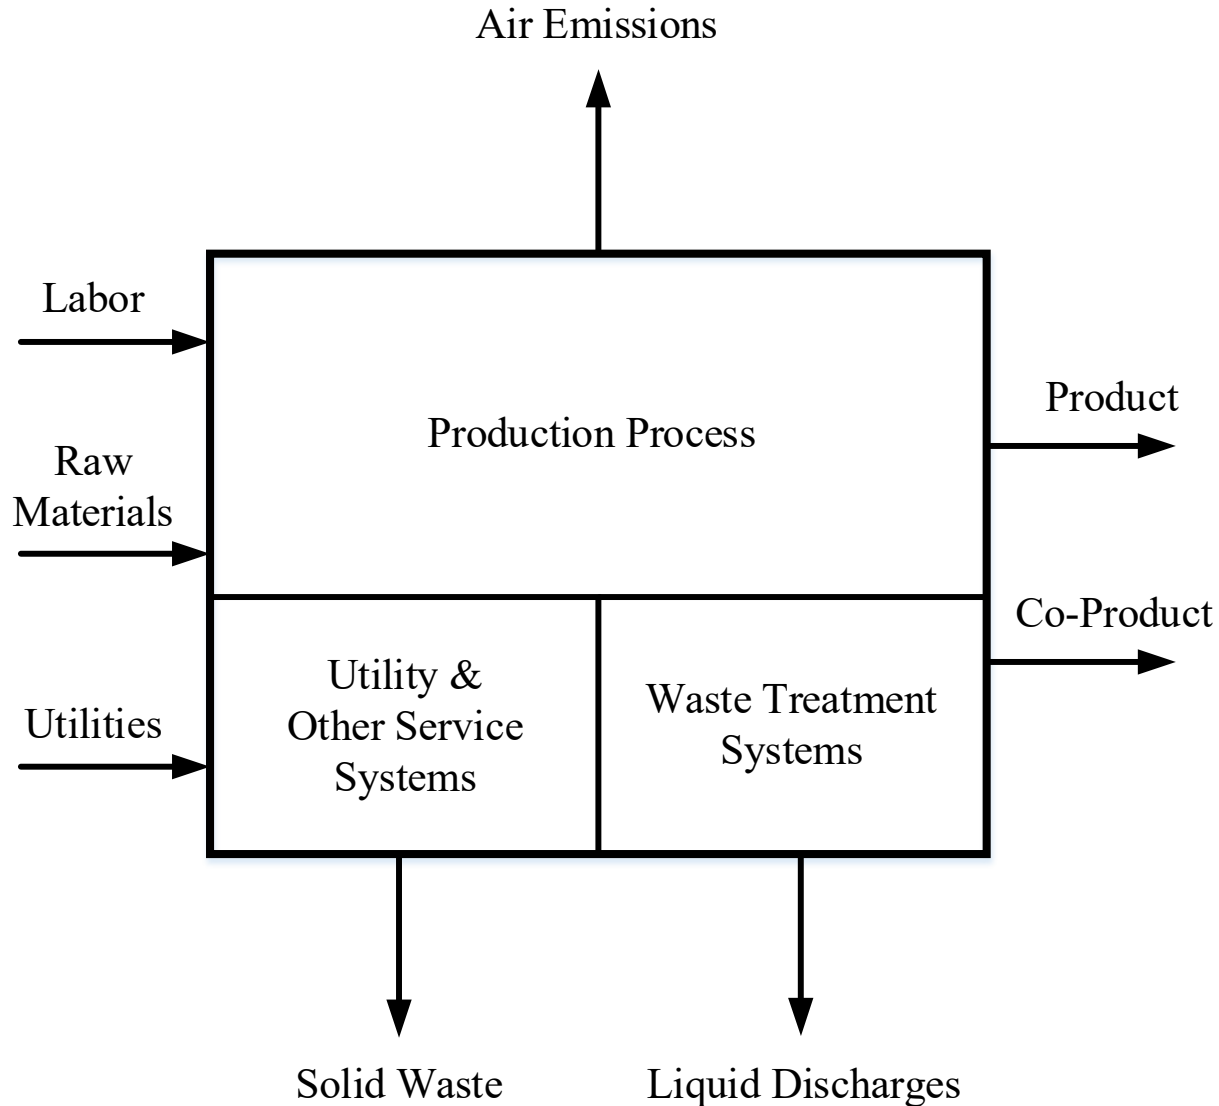 Air Emissions
Labor
Raw
Materials
Utilities
Production Process
Utility &
Other Service
Systems
Waste Treatment
Systems
Product
Co-Product
Solid Waste
Liquid Discharges